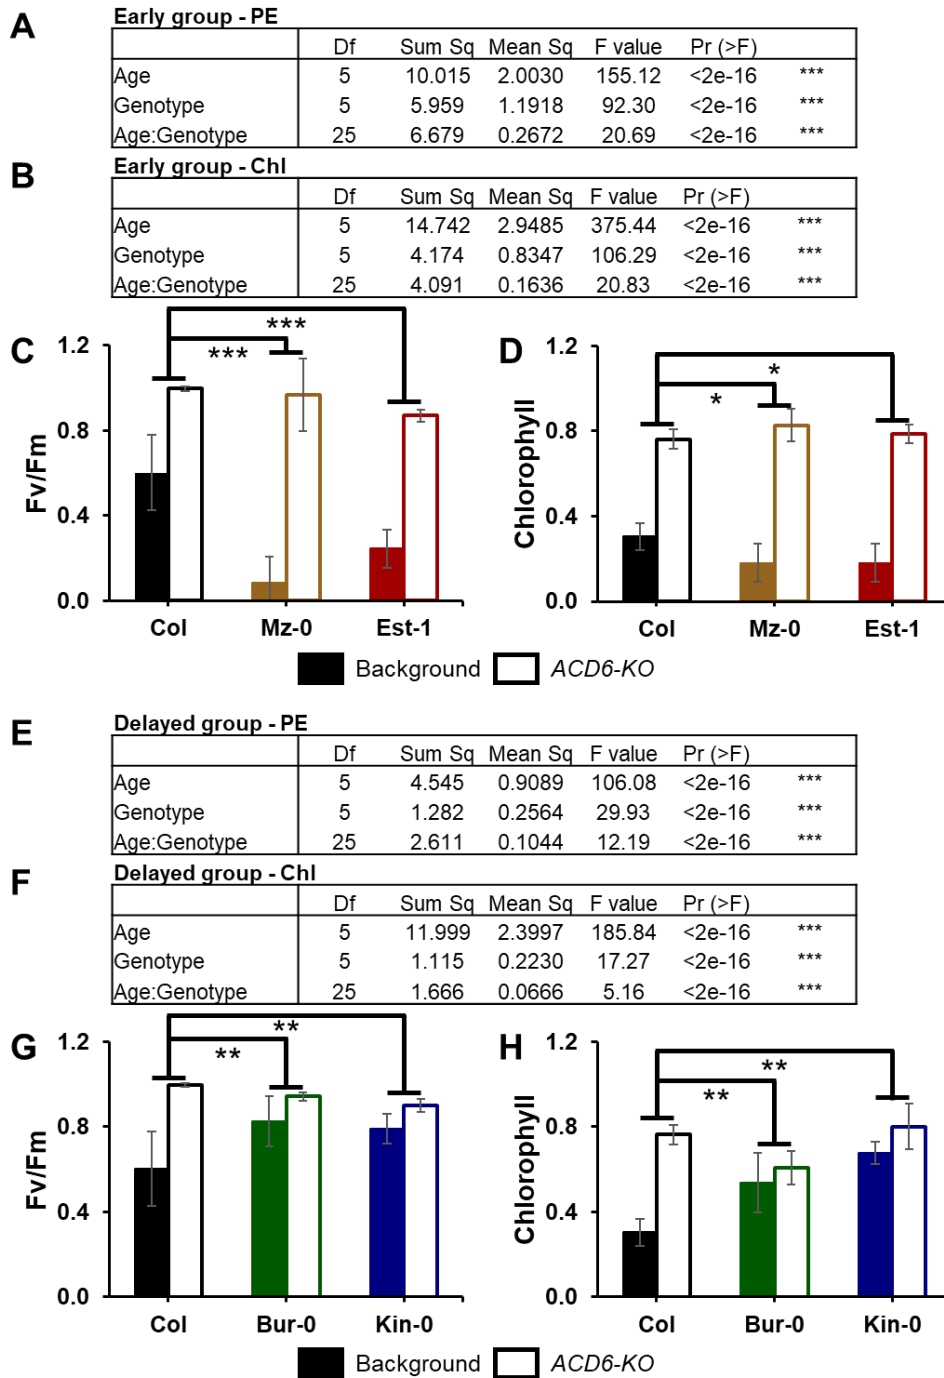 A
Early group - PE
Df Sum Sq Mean Sq F value Pr (>F)
Age 5 10.015 2.0030 155.12 <2e-16 ***
Genotype 5 5.959 1.1918 92.30 <2e-16 ***
Age:Genotype 25 6.679 0.2672 20.69 <2e-16 ***
B
Early group - Chl
Df Sum Sq Mean Sq F value Pr (>F)
Age 5 14.742 2.9485 375.44 <2e-16 ***
Genotype 5 4.174 0.8347 106.29 <2e-16 ***
Age:Genotype 25 4.091 0.1636 20.83 <2e-16 ***
C
Fv/Fm
1.2
0.8
0.4
0.0
***
***
Col Mz-0 Est-1
D
Chlorophyll
1.2
0.8
0.4
0.0
*
*
Col Mz-0 Est-1
Background ACD6-KO
E
Delayed group - PE
Df Sum Sq Mean Sq F value Pr (>F)
Age 5 4.545 0.9089 106.08 <2e-16 ***
Genotype 5 1.282 0.2564 29.93 <2e-16 ***
Age:Genotype 25 2.611 0.1044 12.19 <2e-16 ***
F
Delayed group - Chl
Df Sum Sq Mean Sq F value Pr (>F)
Age 5 11.999 2.3997 185.84 <2e-16 ***
Genotype 5 1.115 0.2230 17.27 <2e-16 ***
Age:Genotype 25 1.666 0.0666 5.16 <2e-16 ***
G
Fv/Fm
1.2
0.8
0.4
0.0
**
**
Col Bur-0 Kin-0
H
Chlorophyll
1.2
0.8
0.4
0.0
**
**
Col Bur-0 Kin-0
Background ACD6-KO